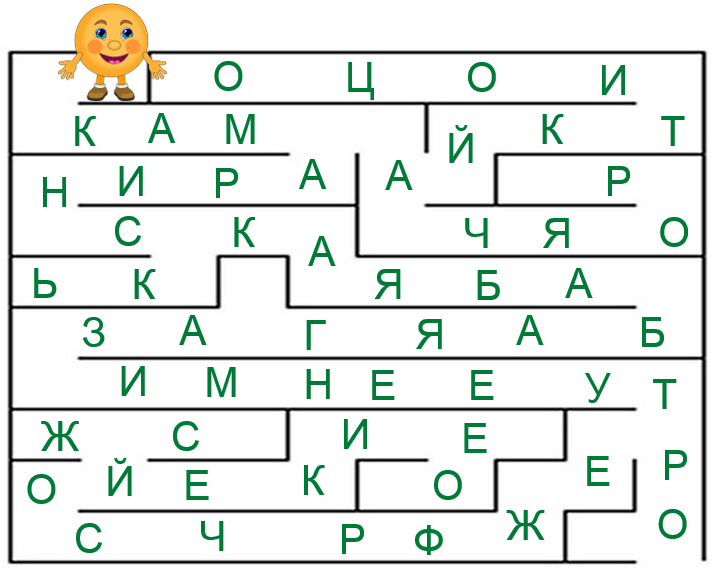 О Ц О И
К А М Й К Т
Н И Р А А Р
С К А Ч Я О
Ь К Я Б А
З А Г Я А Б
И М Н Е Е У Т
Ж С И Е
О Й Е К О Е Р
С Ч Р Ф Ж О